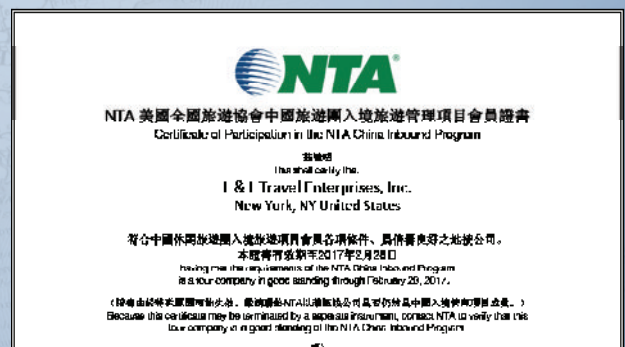 NTA
NTA 美國全國旅遊協會中國旅遊團入境旅遊管理項目會員證書
Certificate of Participation in the NTA China Inbound Program
茲證明
This shall certify the
Travel Enterprises, Inc.
New York, NY United States
符合中國休閑旅遊團入境旅遊項目會員各項條件、爲信譽良好之地接公司。
本證書有效期至2017年2月28日
having met the requirements of the NTA China Inbound Program
is a tour company in good standing through February 28, 2017.
Because this certificate may be terminated by a separate instrument, contact NTA to verify that this
tour company is in good standing of the NTA China Inbound Program